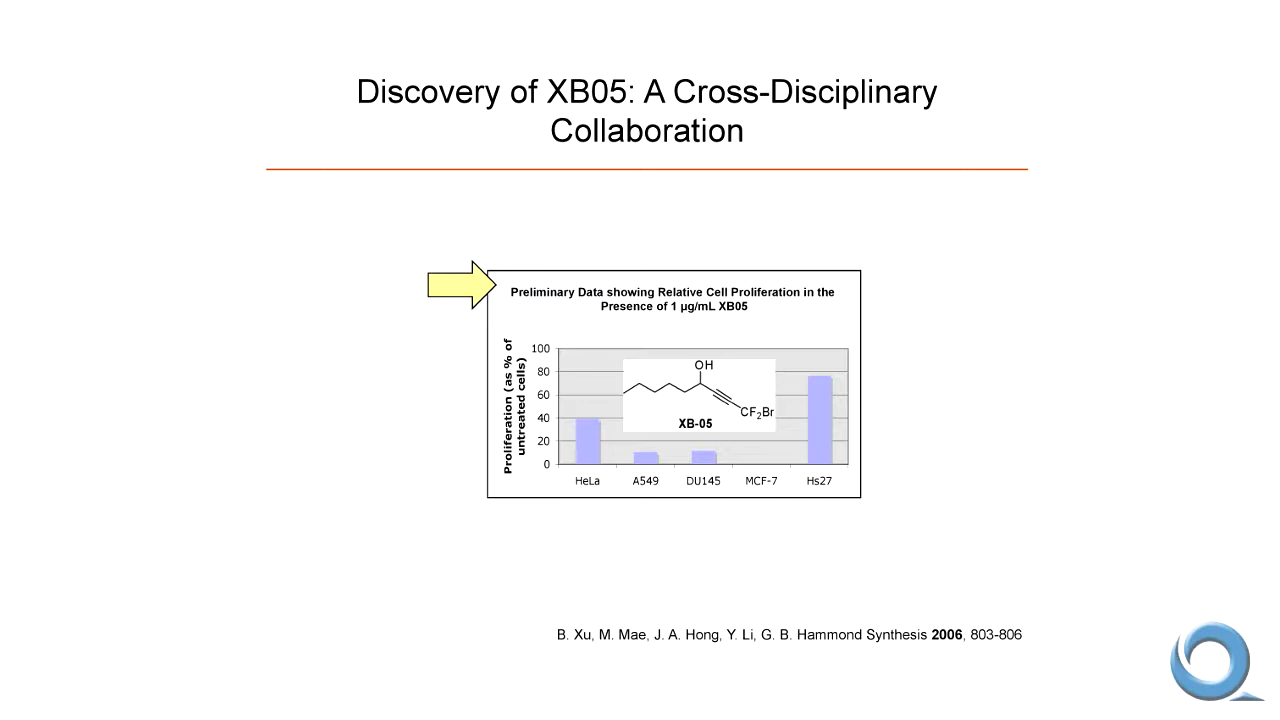 Discovery of XB05: A Cross-Disciplinary
Collaboration
Preliminary Data showing Relative Cell Proliferation in the
Presence of 1 µg/mL XB05
Proliferation (as % of
untreated cells)
100
80
60
40
20
0
OH
CF₂Br
XB-05
HeLa A549 DU145 MCF-7 Hs27
B. Xu, M. Mae, J. A. Hong, Y. Li, G. B. Hammond Synthesis 2006, 803-806